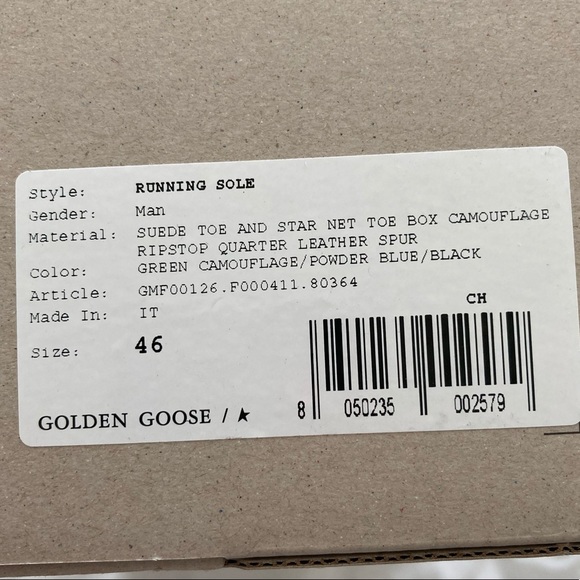 Style: RUNNING SOLE
Gender: Man
Material: SUEDE TOE AND STAR NET TOE BOX CAMOUFLAGE
RIPSTOP QUARTER LEATHER SPUR
Color: GREEN CAMOUFLAGE/POWDER BLUE/BLACK
Article: GMF00126.F000411.80364
Made In: IT
CH
Size: 46
GOLDEN GOOSE / ★
8 050235 002579